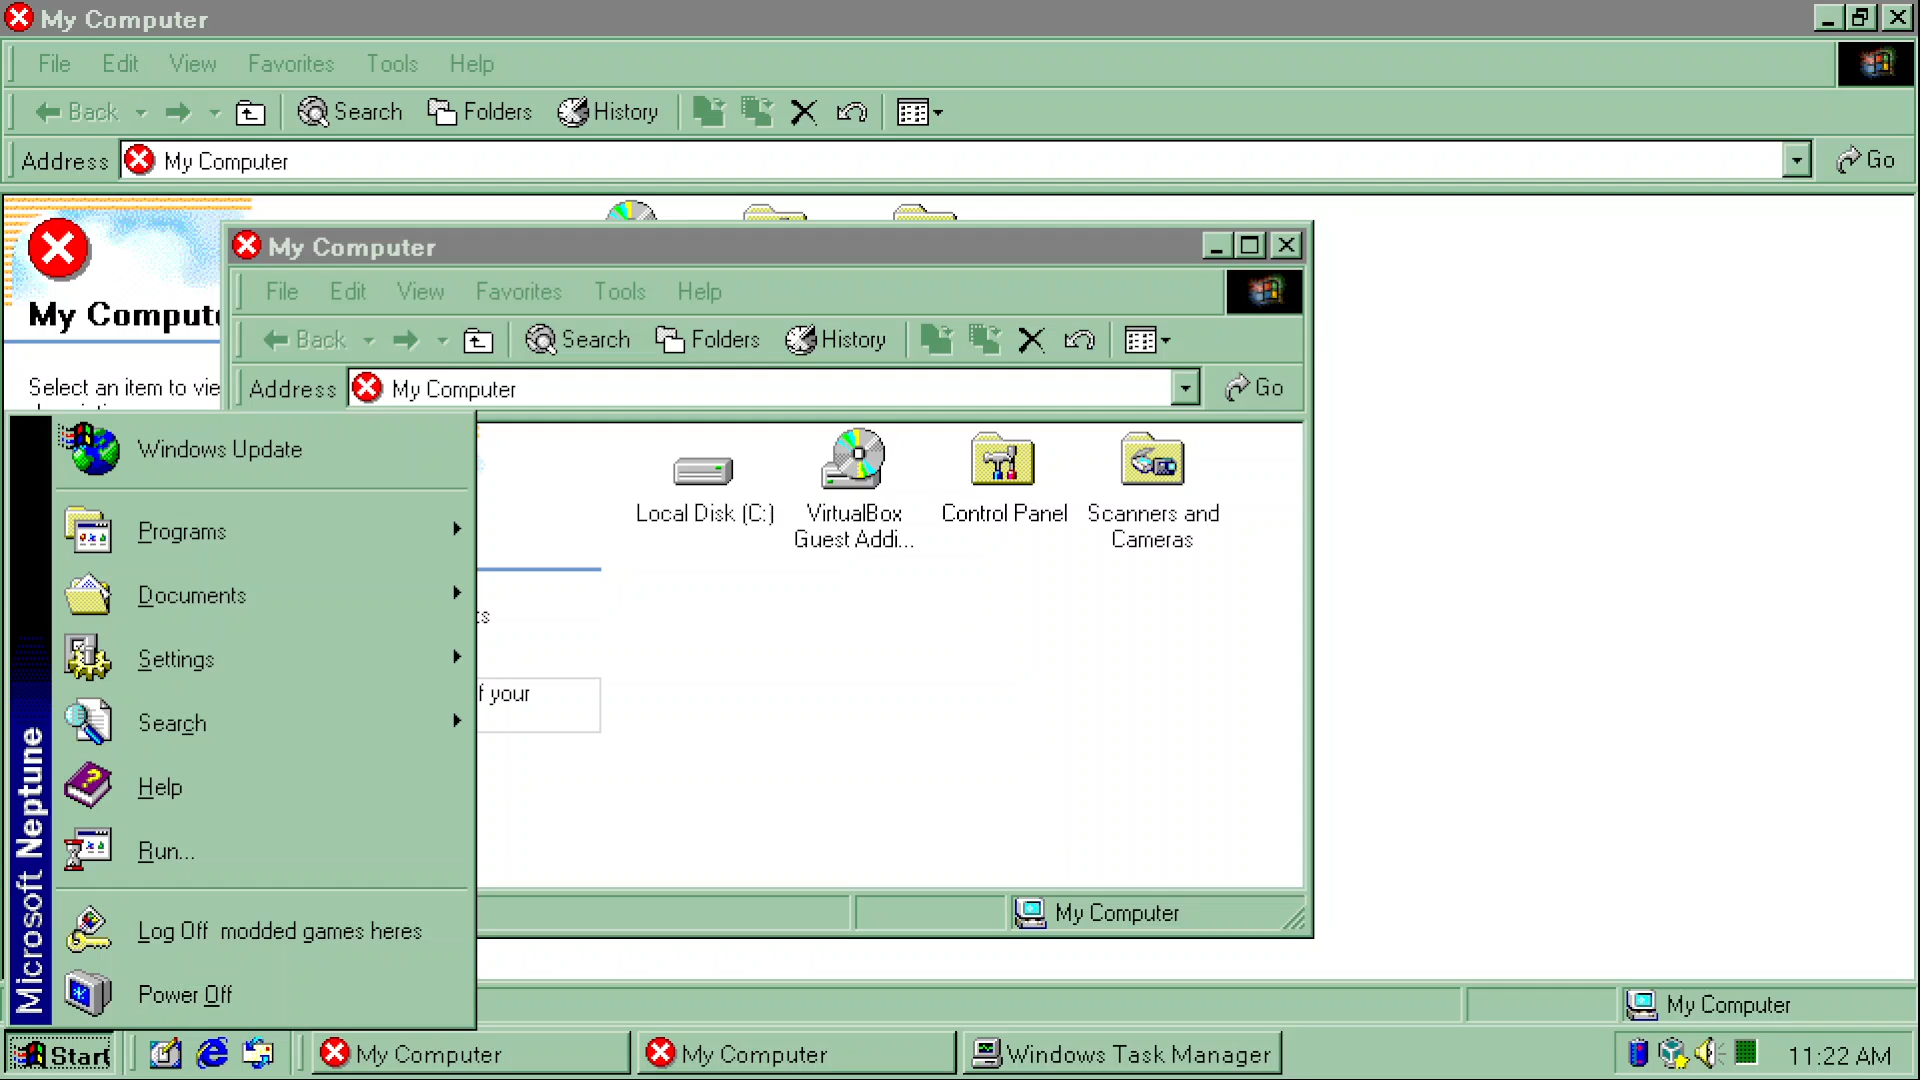 My Computer
File Edit View Favorites Tools Help
Back Search Folders History
Address My Computer Go
My Computer
File Edit View Favorites Tools Help
My Compute
Back Search Folders History
Select an item to vie
Address My Computer Go
Windows Update
Programs
Documents
Settings
Search
Help
Run...
Log Off modded games heres
Power Off
Microsoft Neptune
Local Disk (C:)
VirtualBox
Guest Addi...
Control Panel
Scanners and
Cameras
f your
My Computer
My Computer
Start My Computer My Computer Windows Task Manager 11:22 AM